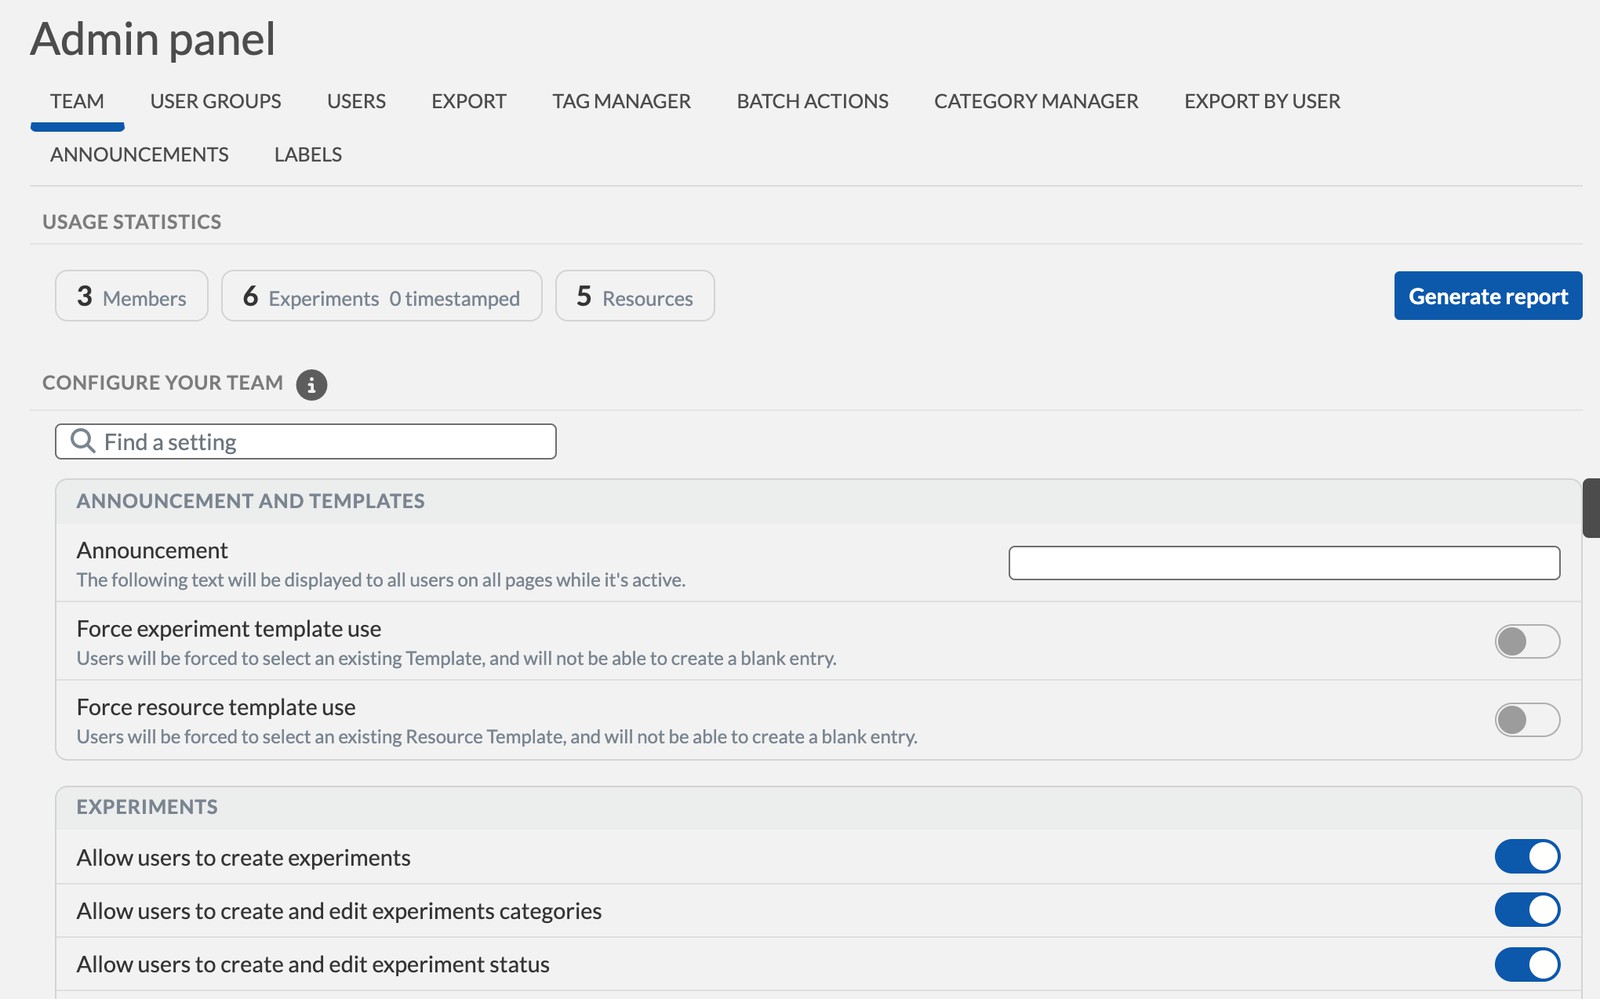 Admin panel
TEAM USER GROUPS USERS EXPORT TAG MANAGER BATCH ACTIONS CATEGORY MANAGER EXPORT BY USER
ANNOUNCEMENTS LABELS
USAGE STATISTICS
3 Members 6 Experiments 0 timestamped 5 Resources Generate report
CONFIGURE YOUR TEAM
Find a setting
ANNOUNCEMENT AND TEMPLATES
Announcement
The following text will be displayed to all users on all pages while it's active.
Force experiment template use
Users will be forced to select an existing Template, and will not be able to create a blank entry.
Force resource template use
Users will be forced to select an existing Resource Template, and will not be able to create a blank entry.
EXPERIMENTS
Allow users to create experiments
Allow users to create and edit experiments categories
Allow users to create and edit experiment status